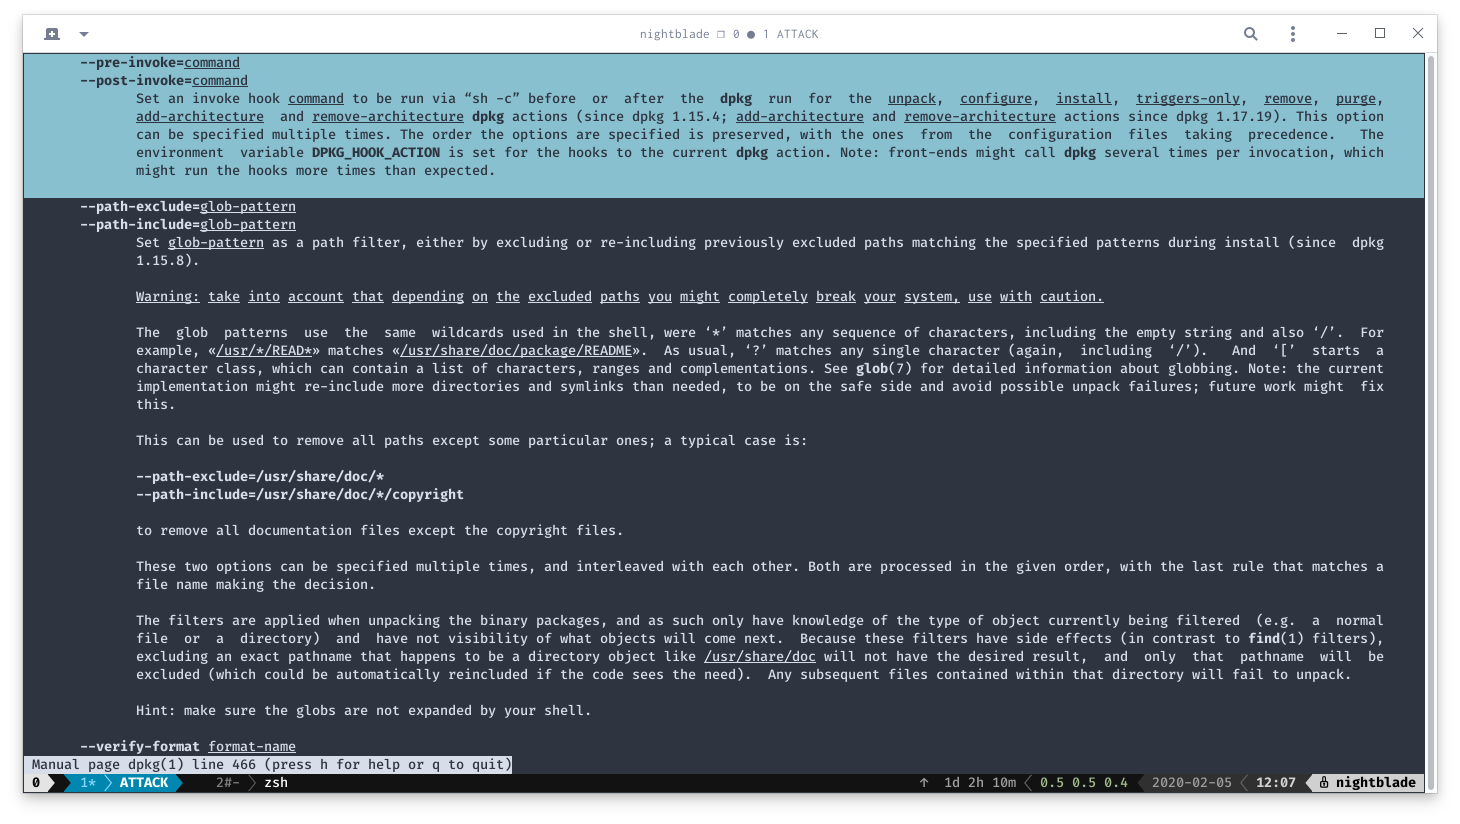 nightblade ❐ 0 ● 1 ATTACK
--pre-invoke=command
--post-invoke=command
Set an invoke hook command to be run via “sh -c” before or after the dpkg run for the unpack, configure, install, triggers-only, remove, purge,
add-architecture and remove-architecture dpkg actions (since dpkg 1.15.4; add-architecture and remove-architecture actions since dpkg 1.17.19). This option
can be specified multiple times. The order the options are specified is preserved, with the ones from the configuration files taking precedence. The
environment variable DPKG_HOOK_ACTION is set for the hooks to the current dpkg action. Note: front-ends might call dpkg several times per invocation, which
might run the hooks more times than expected.
--path-exclude=glob-pattern
--path-include=glob-pattern
Set glob-pattern as a path filter, either by excluding or re-including previously excluded paths matching the specified patterns during install (since dpkg
1.15.8).
Warning: take into account that depending on the excluded paths you might completely break your system, use with caution.
The glob patterns use the same wildcards used in the shell, were ‘*’ matches any sequence of characters, including the empty string and also ‘/’. For
example, «/usr/*/READ*» matches «/usr/share/doc/package/README». As usual, ‘?’ matches any single character (again, including ‘/’). And ‘[’ starts a
character class, which can contain a list of characters, ranges and complementations. See glob(7) for detailed information about globbing. Note: the current
implementation might re-include more directories and symlinks than needed, to be on the safe side and avoid possible unpack failures; future work might fix
this.
This can be used to remove all paths except some particular ones; a typical case is:
--path-exclude=/usr/share/doc/*
--path-include=/usr/share/doc/*/copyright
to remove all documentation files except the copyright files.
These two options can be specified multiple times, and interleaved with each other. Both are processed in the given order, with the last rule that matches a
file name making the decision.
The filters are applied when unpacking the binary packages, and as such only have knowledge of the type of object currently being filtered (e.g. a normal
file or a directory) and have not visibility of what objects will come next. Because these filters have side effects (in contrast to find(1) filters),
excluding an exact pathname that happens to be a directory object like /usr/share/doc will not have the desired result, and only that pathname will be
excluded (which could be automatically reincluded if the code sees the need). Any subsequent files contained within that directory will fail to unpack.
Hint: make sure the globs are not expanded by your shell.
--verify-format format-name
Manual page dpkg(1) line 466 (press h for help or q to quit)
0 1* ATTACK 2#- zsh ↑ 1d 2h 10m 0.5 0.5 0.4 2020-02-05 12:07 nightblade